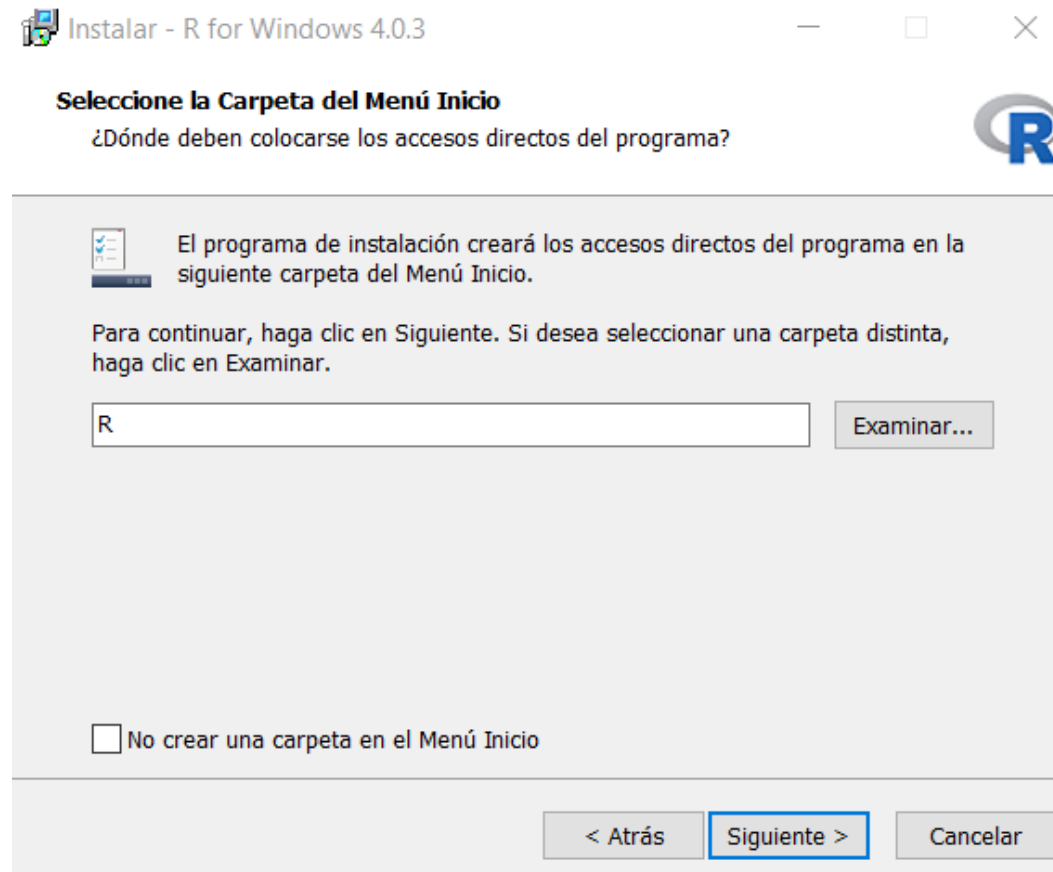 Instalar - R for Windows 4.0.3
Seleccione la Carpeta del Menú Inicio
¿Dónde deben colocarse los accesos directos del programa?
R
El programa de instalación creará los accesos directos del programa en la
siguiente carpeta del Menú Inicio.
Para continuar, haga clic en Siguiente. Si desea seleccionar una carpeta distinta,
haga clic en Examinar.
R
Examinar...
No crear una carpeta en el Menú Inicio
< Atrás
Siguiente >
Cancelar